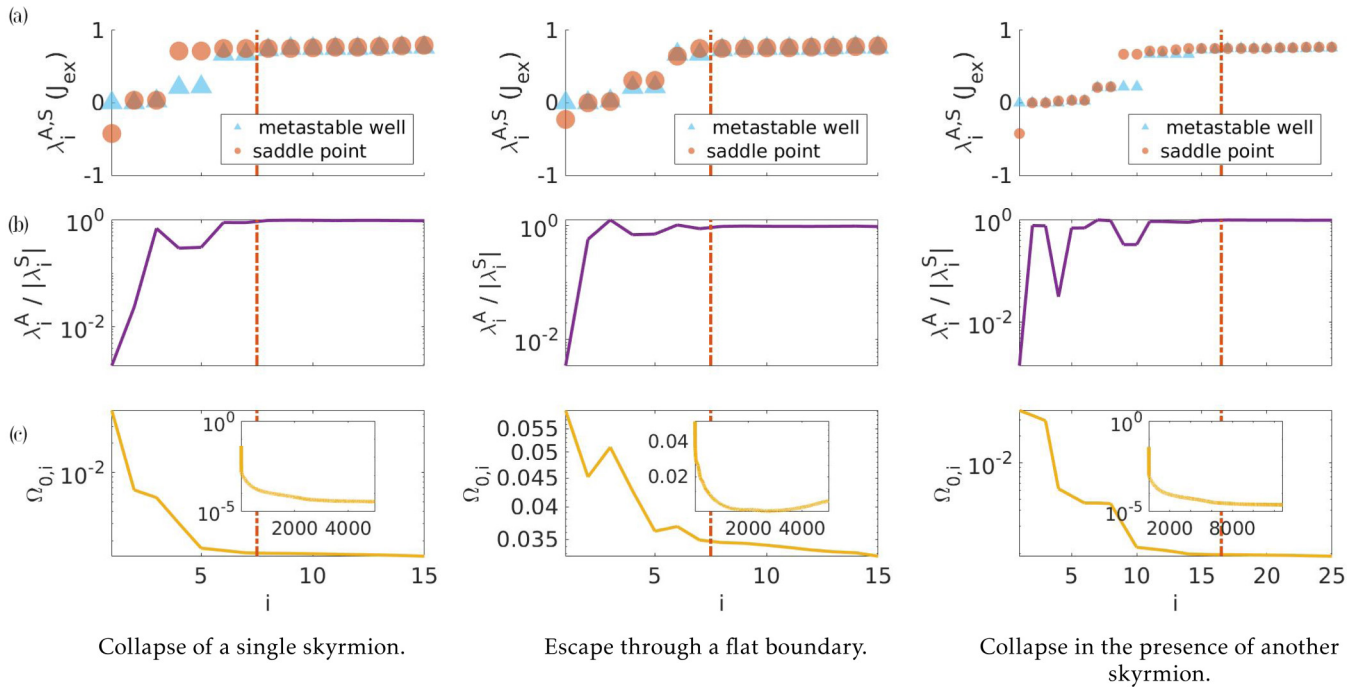 (a)
λ_i^{A,S} (J_ex)
1
0
-1
metastable well
saddle point
λ_i^{A,S} (J_ex)
1
0
-1
metastable well
saddle point
λ_i^{A,S} (J_ex)
1
0
-1
metastable well
saddle point
(b)
λ_i^A / |λ_i^S|
10^0
10^-2
λ_i^A / |λ_i^S|
10^0
10^-2
λ_i^A / |λ_i^S|
10^0
10^-2
(c)
Ω_{0,i}
10^-2
10^0
10^-5
2000 4000
5 10 15
i
Ω_{0,i}
0.055
0.05
0.045
0.04
0.035
0.04
0.02
2000 4000
5 10 15
i
Ω_{0,i}
10^-2
10^0
10^-5
2000 8000
5 10 15 20 25
i
Collapse of a single skyrmion.
Escape through a flat boundary.
Collapse in the presence of another
skyrmion.